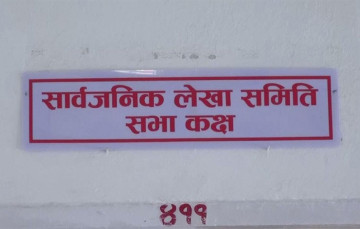 सार्वजनिक लेखा समिति
सभा कक्ष
४११